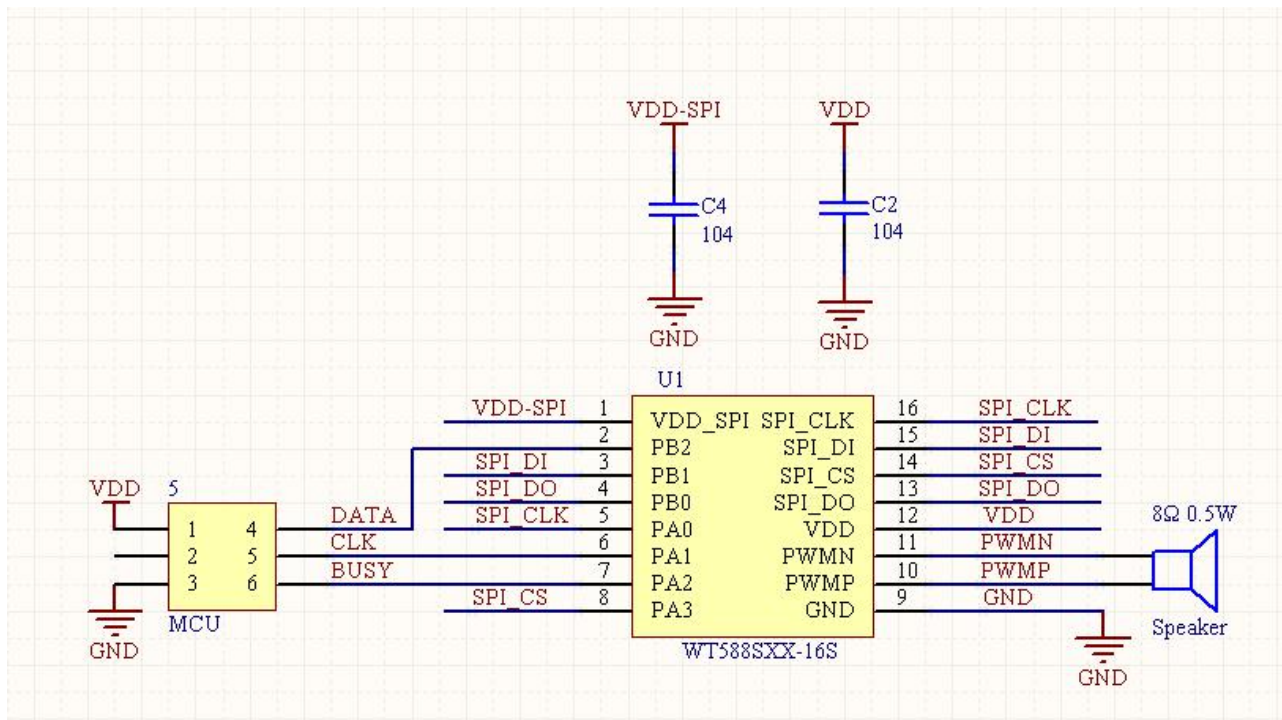 VDD-SPI VDD
C4 C2
104 104
GND GND
U1
VDD-SPI 1 VDD_SPI SPI_CLK 16 SPI_CLK
2 PB2 SPI_DI 15 SPI_DI
SPI_DI 3 PB1 SPI_CS 14 SPI_CS
SPI_DO 4 PB0 SPI_DO 13 SPI_DO
SPI_CLK 5 PA0 VDD 12 VDD
6 PA1 PWMN 11 PWMN
7 PA2 PWMP 10 PWMP
SPI_CS 8 PA3 GND 9 GND
WT588SXX-16S
VDD 5
1 4 DATA
2 5 CLK
3 6 BUSY
MCU
GND
8Ω 0.5W
Speaker
GND